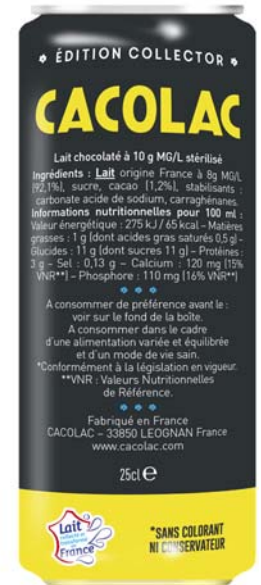 • ÉDITION COLLECTOR •
CACOLAC
Lait chocolaté à 10 g MG/L stérilisé
Ingrédients : Lait origine France à 8g MG/L
(92,1%), sucre, cacao (1,2%), stabilisants :
carbonate acide de sodium, carraghénanes.
Informations nutritionnelles pour 100 ml :
Valeur énergétique : 275 kJ / 65 kcal – Matières
grasses : 1 g (dont acides gras saturés 0,5 g) –
Glucides : 11 g (dont sucres 11 g) – Protéines :
3 g – Sel : 0,13 g – Calcium : 120 mg (15%
VNR**) – Phosphore : 110 mg (16% VNR**)
A consommer de préférence avant le :
voir sur le fond de la boîte.
A consommer dans le cadre
d'une alimentation variée et équilibrée
et d'un mode de vie sain.
*Conformément à la législation en vigueur.
**VNR : Valeurs Nutritionnelles
de Référence.
Fabriqué en France
CACOLAC – 33850 LEOGNAN France
www.cacolac.com
25cl e
Lait
collecté et
transformé
en
France
*SANS COLORANT
NI CONSERVATEUR